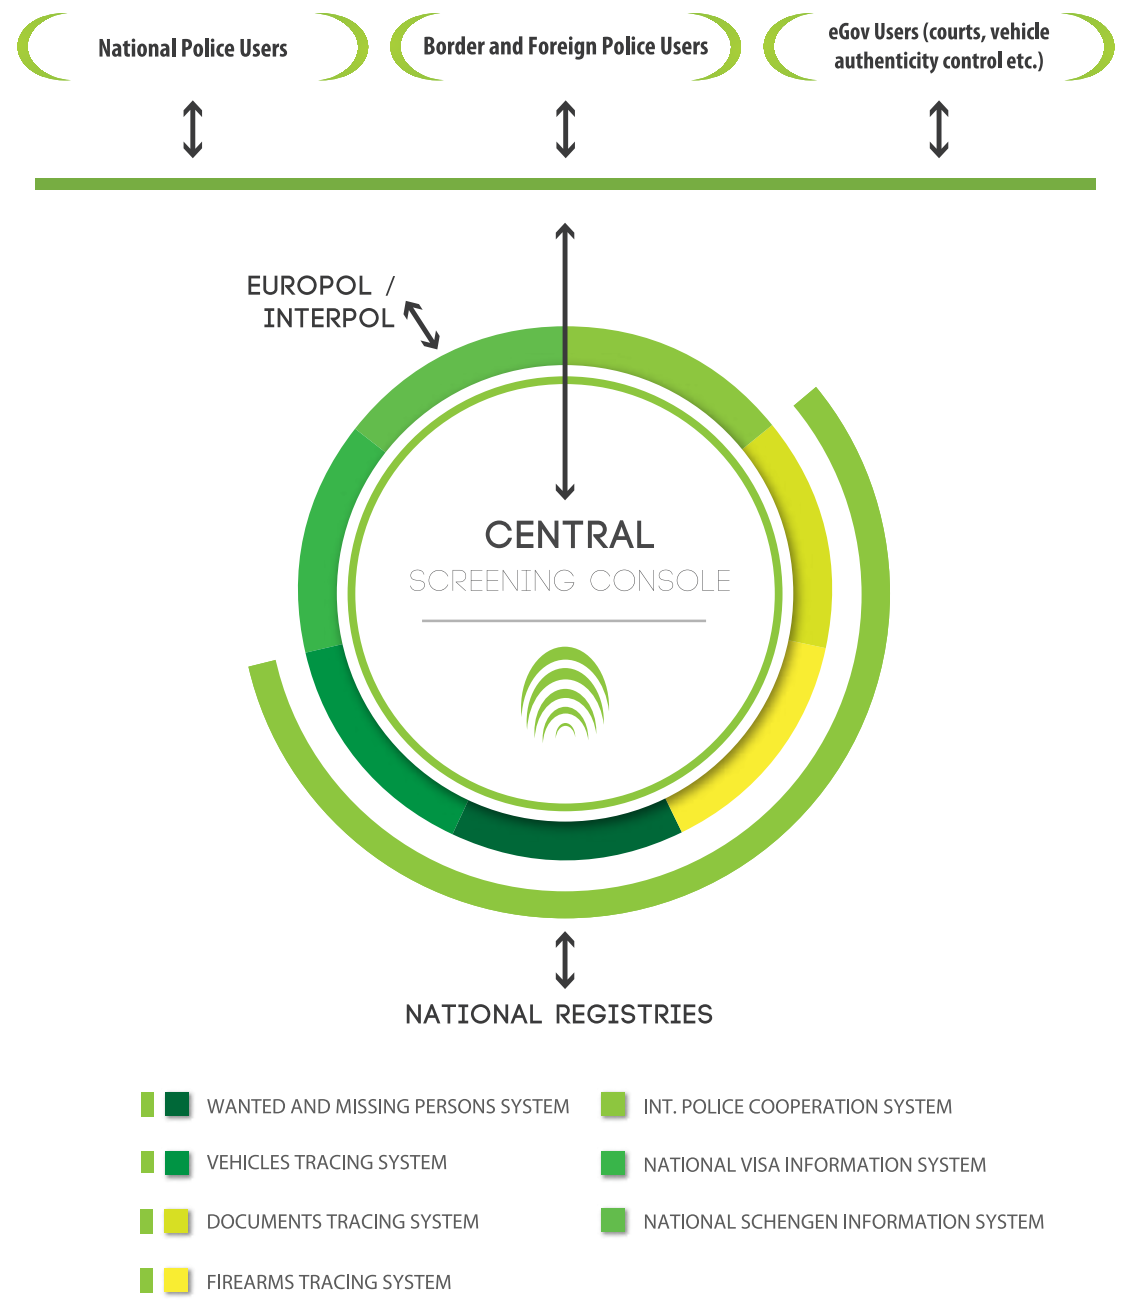 National Police Users
Border and Foreign Police Users
eGov Users (courts, vehicle
authenticity control etc.)
EUROPOL /
INTERPOL
CENTRAL
SCREENING CONSOLE
NATIONAL REGISTRIES
WANTED AND MISSING PERSONS SYSTEM
VEHICLES TRACING SYSTEM
DOCUMENTS TRACING SYSTEM
FIREARMS TRACING SYSTEM
INT. POLICE COOPERATION SYSTEM
NATIONAL VISA INFORMATION SYSTEM
NATIONAL SCHENGEN INFORMATION SYSTEM